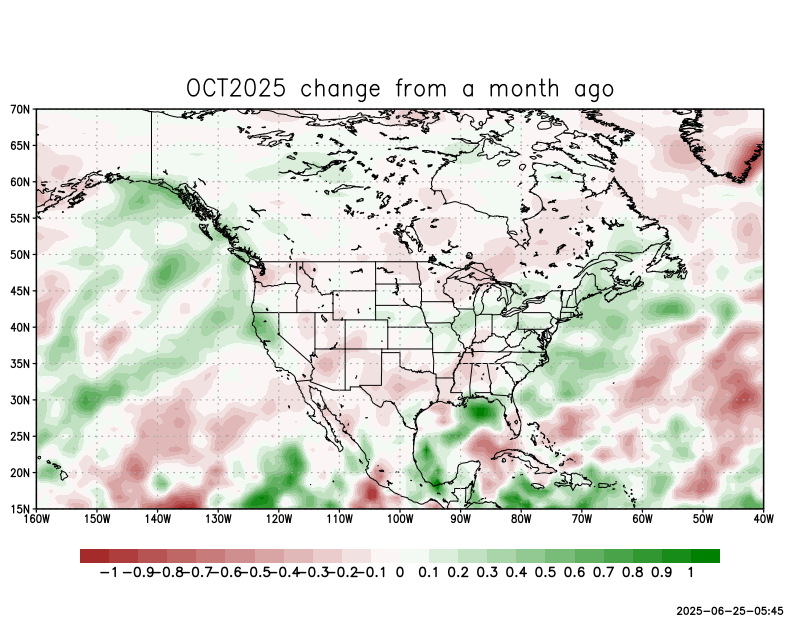 OCT2025 change from a month ago
70N
65N
60N
55N
50N
45N
40N
35N
30N
25N
20N
15N
160W 150W 140W 130W 120W 110W 100W 90W 80W 70W 60W 50W 40W
−1 −0.9 −0.8 −0.7 −0.6 −0.5 −0.4 −0.3 −0.2 −0.1 0 0.1 0.2 0.3 0.4 0.5 0.6 0.7 0.8 0.9 1
2025−06−25−05:45